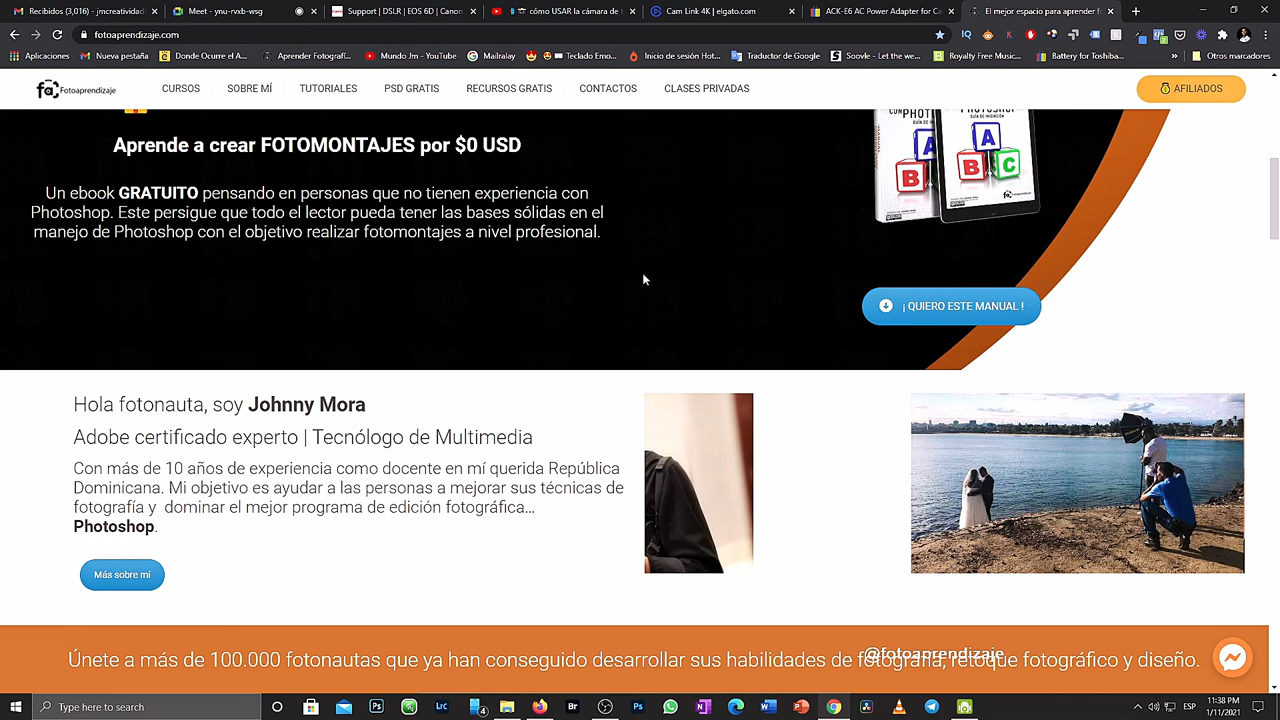 Recibidos (3,016) - jmcreatividad
Meet - ynu-rxvb-wsg
Support | DSLR | EOS 6D | Canon
cómo USAR la cámara de t
Cam Link 4K | elgato.com
ACK-E6 AC Power Adapter for Ca
El mejor espacio para aprender f
fotoaprendizaje.com
Aplicaciones
Nueva pestaña
Donde Ocurre el A...
Aprender Fotografí...
Mundo Jm - YouTube
Mailrelay
Teclado Emo...
Inicio de sesión Hot...
Traductor de Google
Soovle - Let the we...
Royalty Free Music...
Battery for Toshiba...
»
Otros marcadores
fa Fotoaprendizaje
CURSOS
SOBRE MÍ
TUTORIALES
PSD GRATIS
RECURSOS GRATIS
CONTACTOS
CLASES PRIVADAS
AFILIADOS
Aprende a crear FOTOMONTAJES por $0 USD
Un ebook GRATUITO pensando en personas que no tienen experiencia con
Photoshop. Este persigue que todo el lector pueda tener las bases sólidas en el
manejo de Photoshop con el objetivo realizar fotomontajes a nivel profesional.
A
B
A
B
C
¡ QUIERO ESTE MANUAL !
Hola fotonauta, soy Johnny Mora
Adobe certificado experto | Tecnólogo de Multimedia
Con más de 10 años de experiencia como docente en mí querida República
Dominicana. Mi objetivo es ayudar a las personas a mejorar sus técnicas de
fotografía y dominar el mejor programa de edición fotográfica...
Photoshop.
Más sobre mí
Únete a más de 100.000 fotonautas que ya han conseguido desarrollar sus habilidades de fotografía, retoque fotográfico y diseño.
@fotoaprendizaje
Type here to search
ESP
11:38 PM
1/11/2021